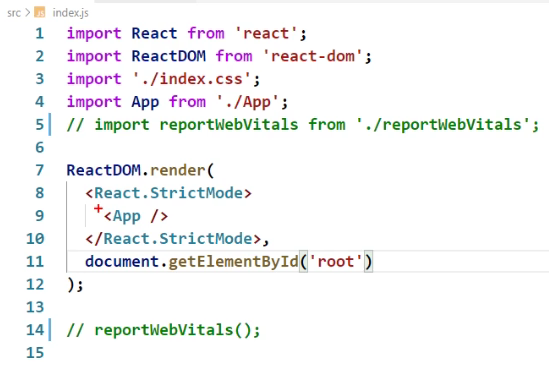 src > JS index.js
1 import React from 'react';
2 import ReactDOM from 'react-dom';
3 import './index.css';
4 import App from './App';
5 // import reportWebVitals from './reportWebVitals';
6
7 ReactDOM.render(
8 <React.StrictMode>
9 <App />
10 </React.StrictMode>,
11 document.getElementById('root')
12 );
13
14 // reportWebVitals();
15